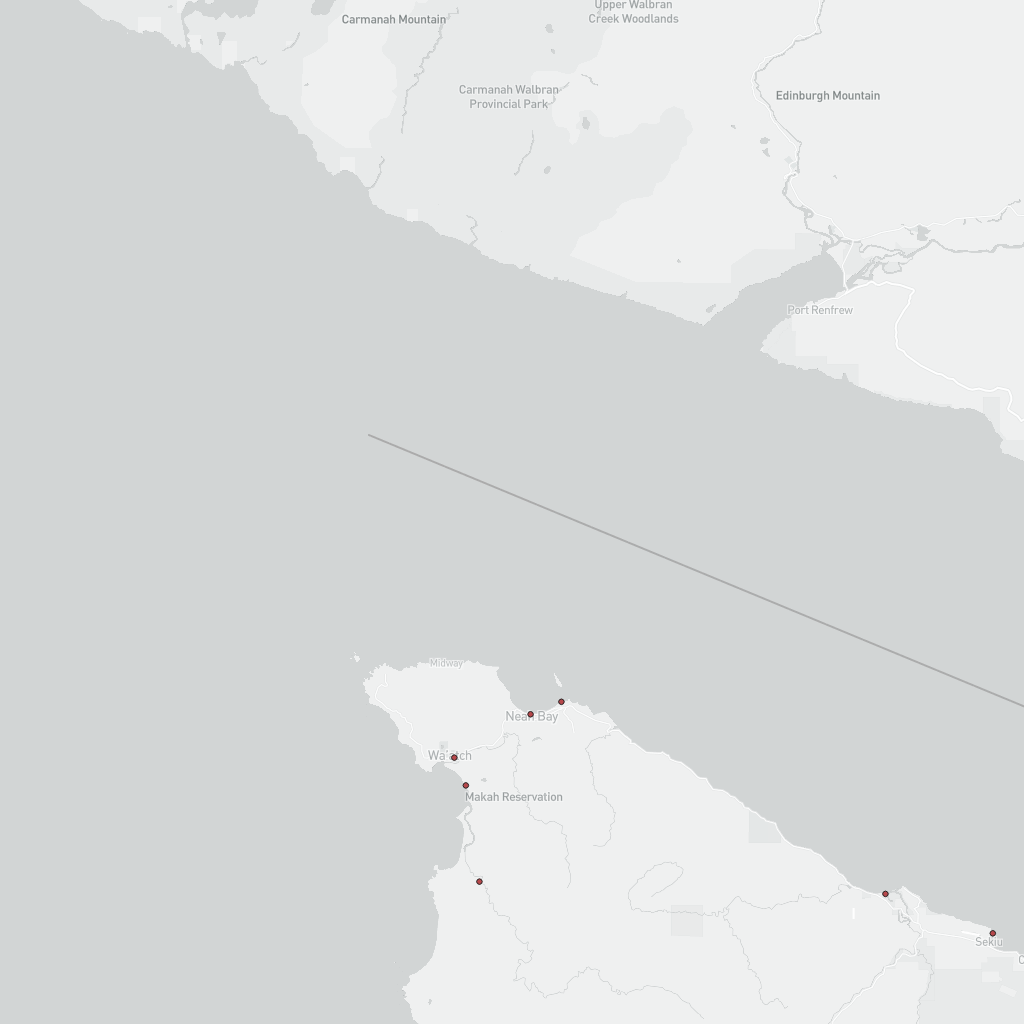 Upper Walbran
Creek Woodlands
Carmanah Mountain
Carmanah Walbran
Provincial Park
Edinburgh Mountain
Port Renfrew
Midway
Neah Bay
Makah Reservation
Sekiu
C